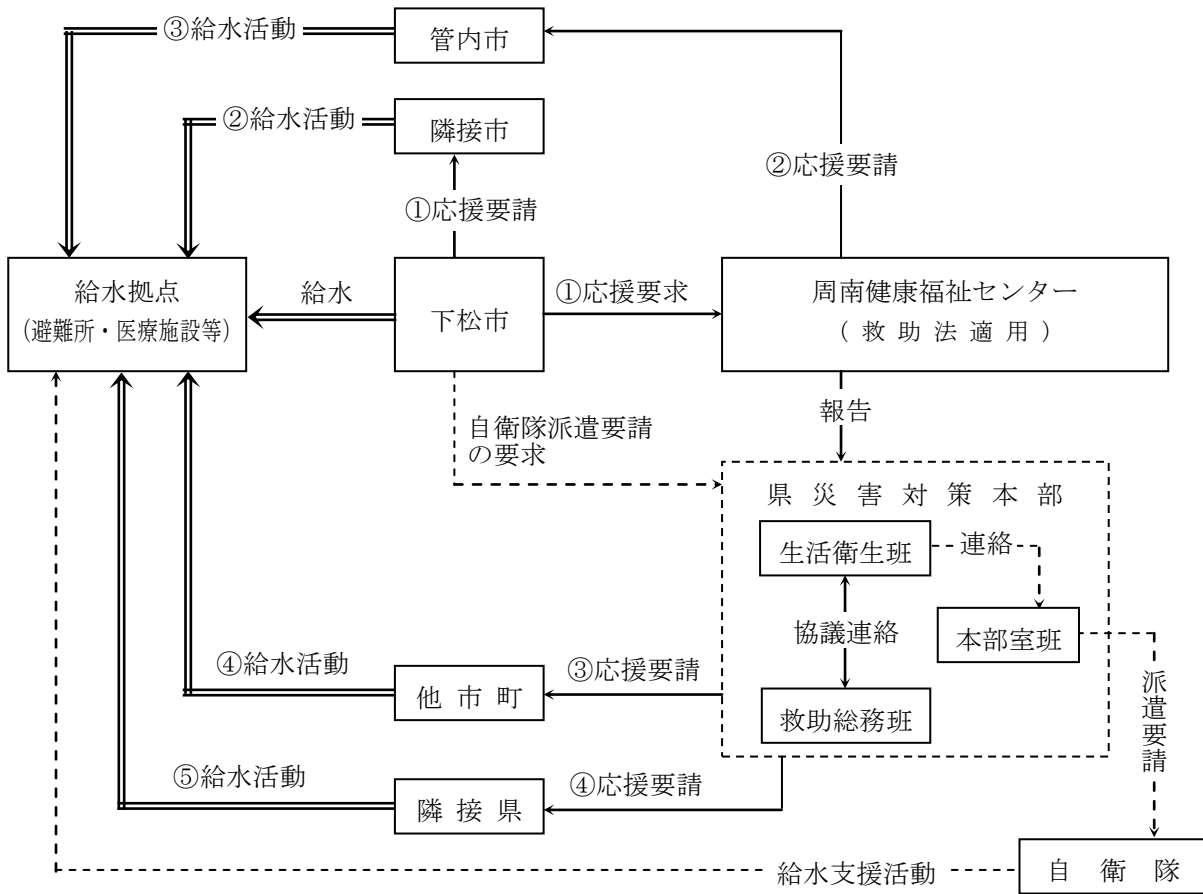 ③給水活動
管内市
②給水活動
隣接市
②応援要請
①応援要請
給水拠点
(避難所・医療施設等)
給水
下松市
①応援要求
周南健康福祉センター
（救助法適用）
報告
自衛隊派遣要請
の要求
県災害対策本部
生活衛生班
連絡
協議連絡
本部室班
④給水活動
他市町
③応援要請
救助総務班
派遣要請
⑤給水活動
隣接県
④応援要請
給水支援活動
自衛隊